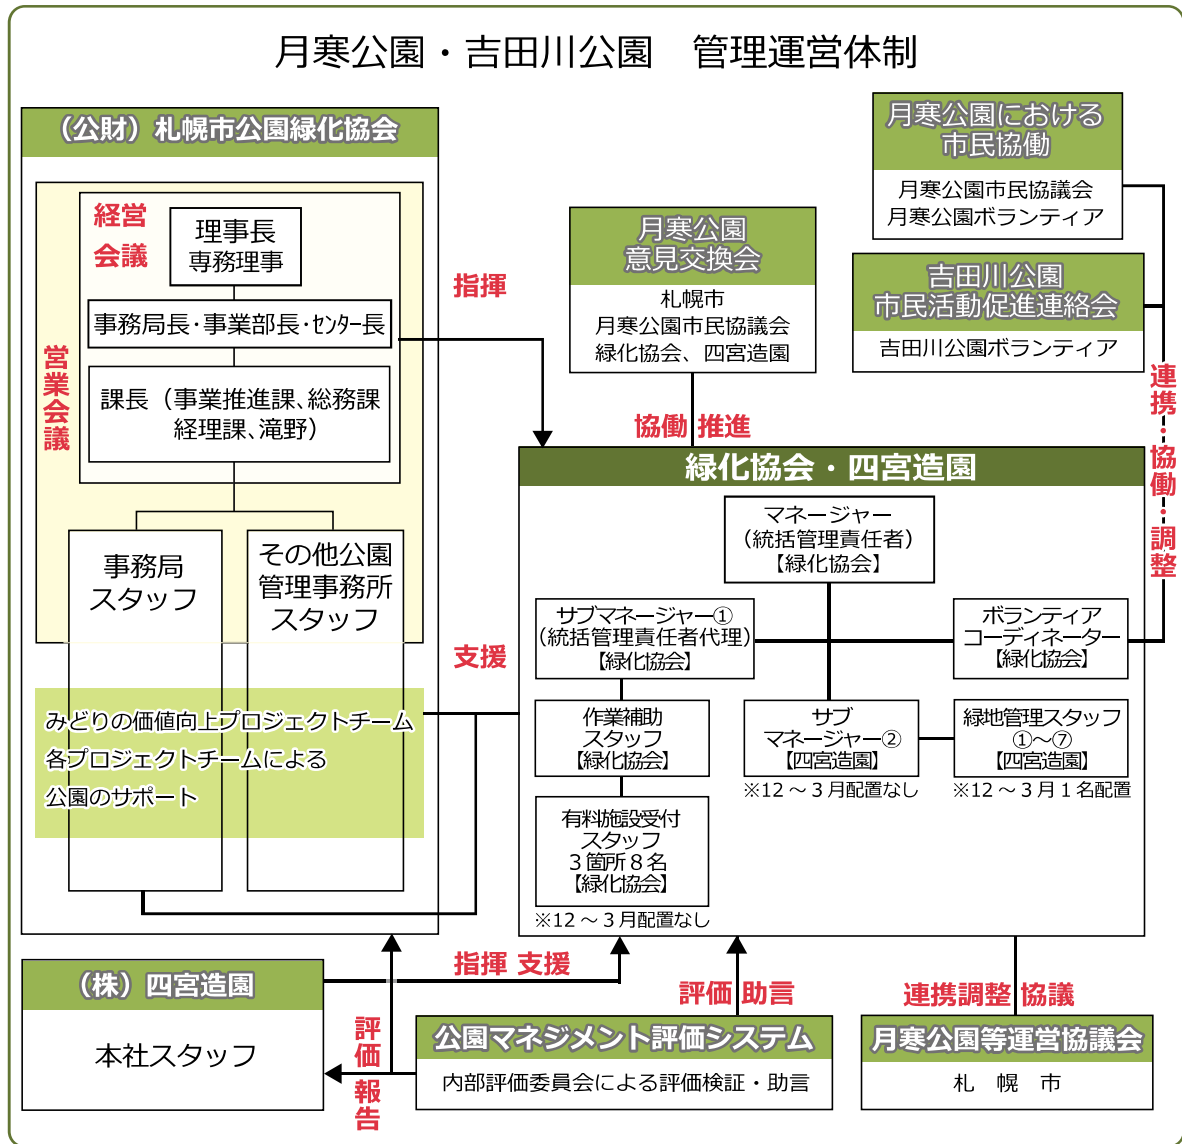 月寒公園・吉田川公園　管理運営体制
（公財）札幌市公園緑化協会
経営
会議
理事長
専務理事
事務局長・事業部長・センター長
営業会議
課長（事業推進課、総務課
経理課、滝野）
事務局
スタッフ
その他公園
管理事務所
スタッフ
みどりの価値向上プロジェクトチーム
各プロジェクトチームによる
公園のサポート
指揮
支援
月寒公園
意見交換会
札幌市
月寒公園市民協議会
緑化協会、四宮造園
協働 推進
月寒公園における
市民協働
月寒公園市民協議会
月寒公園ボランティア
吉田川公園
市民活動促進連絡会
吉田川公園ボランティア
連携・協働・調整
緑化協会・四宮造園
マネージャー
（統括管理責任者）
【緑化協会】
サブマネージャー①
（統括管理責任者代理）
【緑化協会】
ボランティア
コーディネーター
【緑化協会】
作業補助
スタッフ
【緑化協会】
サブ
マネージャー②
【四宮造園】
※12～３月配置なし
緑地管理スタッフ
①～⑦
【四宮造園】
※12～３月１名配置
有料施設受付
スタッフ
３箇所８名
【緑化協会】
※12～３月配置なし
（株）四宮造園
本社スタッフ
指揮 支援
評価
報告
評価 助言
公園マネジメント評価システム
内部評価委員会による評価検証・助言
連携調整 協議
月寒公園等運営協議会
札　幌　市